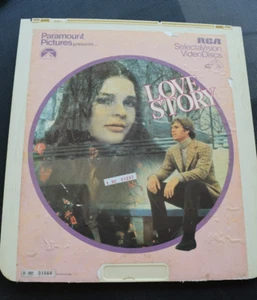 Paramount
Pictures
presents...
RCA
SelectaVision
VideoDiscs
LOVE
STORY